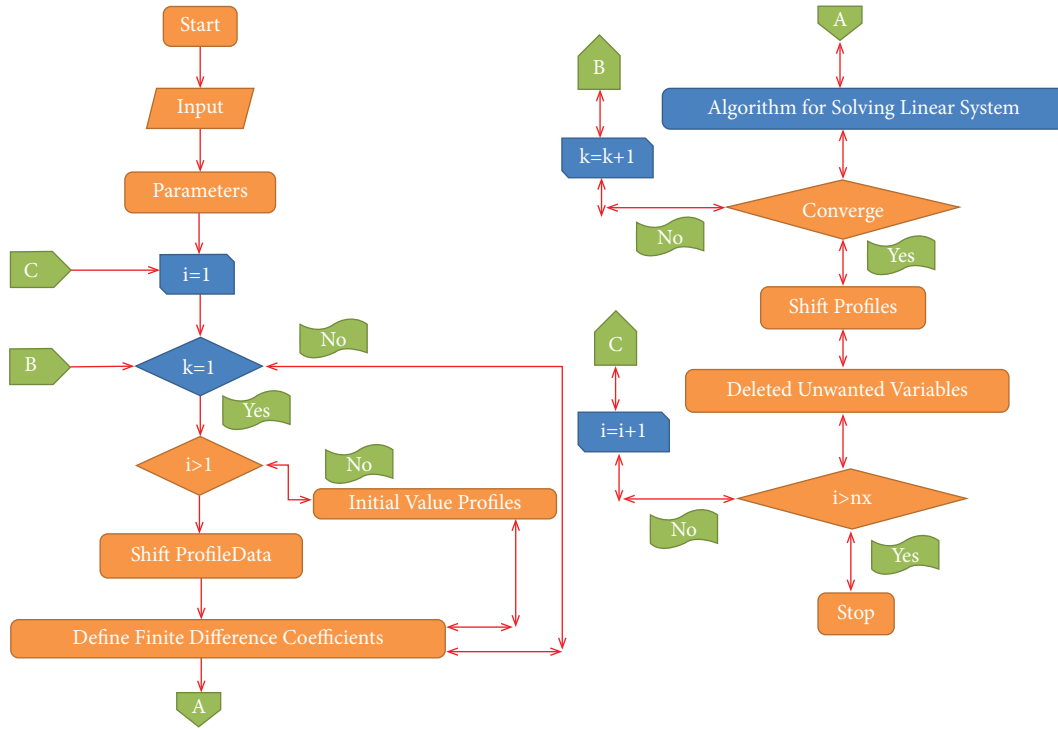 Start
Input
Parameters
C
i=1
No
B
k=1
Yes
i>1
No
Initial Value Profiles
Shift ProfileData
Define Finite Difference Coefficients
A
A
B
Algorithm for Solving Linear System
k=k+1
Converge
No
Yes
Shift Profiles
C
Deleted Unwanted Variables
i=i+1
i>nx
No
Yes
Stop